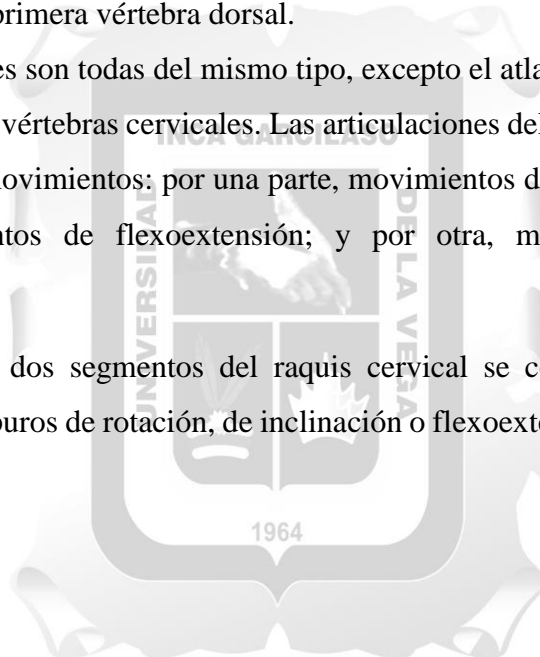 primera vértebra dorsal.
es son todas del mismo tipo, excepto el atla
vértebras cervicales. Las articulaciones del
novimientos: por una parte, movimientos d
ntos de flexoextensión; y por otra, m
dos segmentos del raquis cervical se c
puros de rotación, de inclinación o flexoext
INCA GARCILASO
UNIVERSIDAD
DE LA VEGA
1964